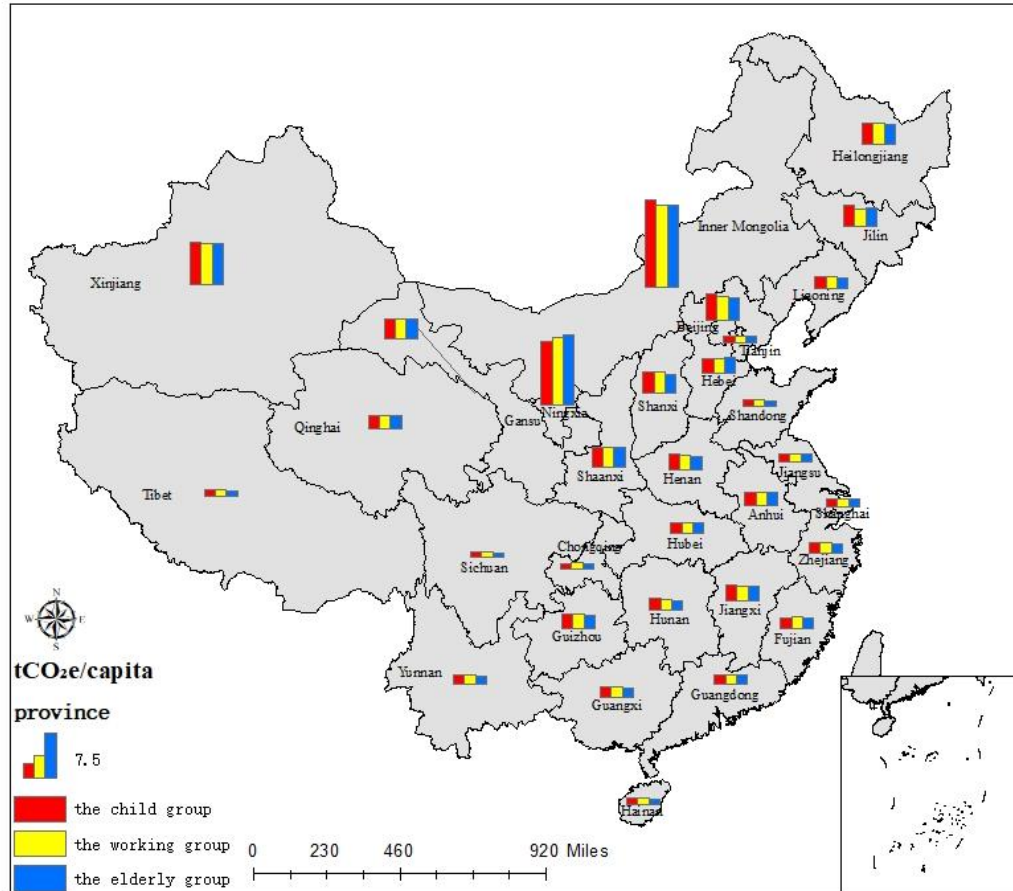 Heilongjiang
Jilin
Inner Mongolia
Liaoning
Xinjiang
Beijing
Tianjin
Hebei
Shanxi
Shandong
Ningxia
Gansu
Qinghai
Shaanxi
Henan
Jiangsu
Tibet
Anhui
Shanghai
Hubei
Chongqing
Sichuan
Zhejiang
Jiangxi
Hunan
Guizhou
Fujian
Yunnan
Guangxi
Guangdong
Hainan
N
W E
S
tCO₂e/capita
province
7.5
the child group
the working group
the elderly group
0 230 460 920 Miles